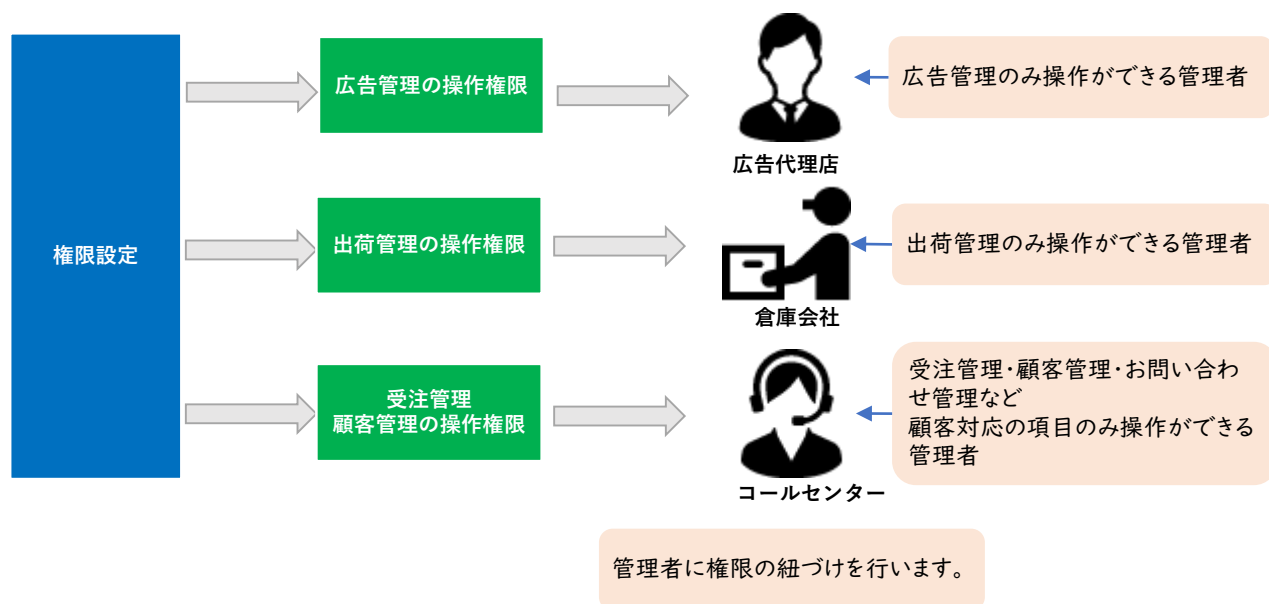 権限設定
広告管理の操作権限
広告代理店
広告管理のみ操作ができる管理者
出荷管理の操作権限
倉庫会社
出荷管理のみ操作ができる管理者
受注管理
顧客管理の操作権限
コールセンター
受注管理・顧客管理・お問い合わ
せ管理など
顧客対応の項目のみ操作ができる
管理者
管理者に権限の紐づけを行います。